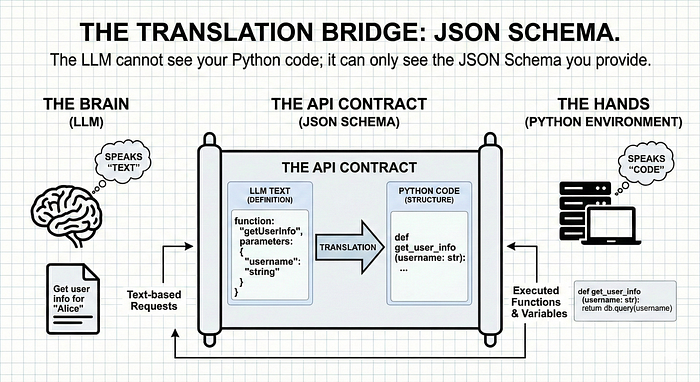 THE TRANSLATION BRIDGE: JSON SCHEMA.
The LLM cannot see your Python code; it can only see the JSON Schema you provide.
THE BRAIN
(LLM)
SPEAKS
"TEXT"
Get user
info for
"Alice"
Text-based
Requests
THE API CONTRACT
(JSON SCHEMA)
THE API CONTRACT
LLM TEXT
(DEFINITION)
function:
"getUserInfo",
parameters:
{
"username":
"string"
}
}
TRANSLATION
PYTHON CODE
(STRUCTURE)
def
get_user_info
(username: str):
...
THE HANDS
(PYTHON ENVIRONMENT)
SPEAKS
"CODE"
Executed
Functions
& Variables
def get_user_info
(username: str):
return db.query(username)